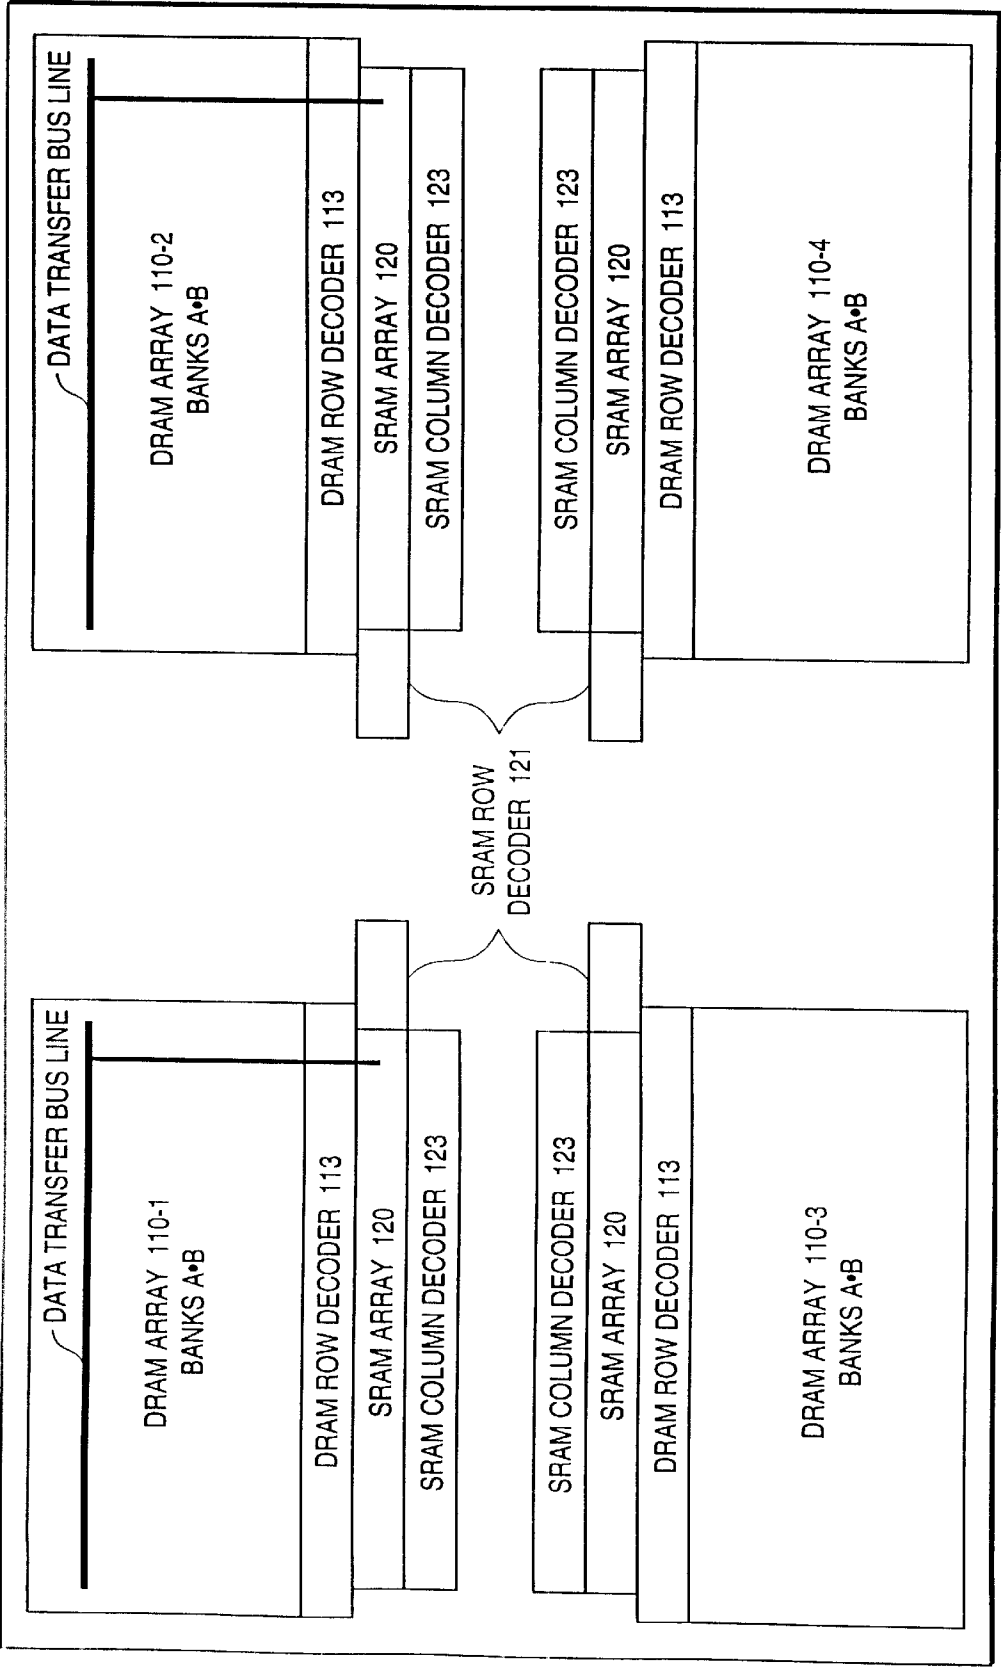 DATA TRANSFER BUS LINE
DRAM ARRAY 110-1
BANKS A•B
DRAM ROW DECODER 113
SRAM ARRAY 120
SRAM COLUMN DECODER 123
DATA TRANSFER BUS LINE
DRAM ARRAY 110-2
BANKS A•B
DRAM ROW DECODER 113
SRAM ARRAY 120
SRAM COLUMN DECODER 123
SRAM ROW
DECODER 121
SRAM COLUMN DECODER 123
SRAM ARRAY 120
DRAM ROW DECODER 113
DRAM ARRAY 110-3
BANKS A•B
SRAM COLUMN DECODER 123
SRAM ARRAY 120
DRAM ROW DECODER 113
DRAM ARRAY 110-4
BANKS A•B